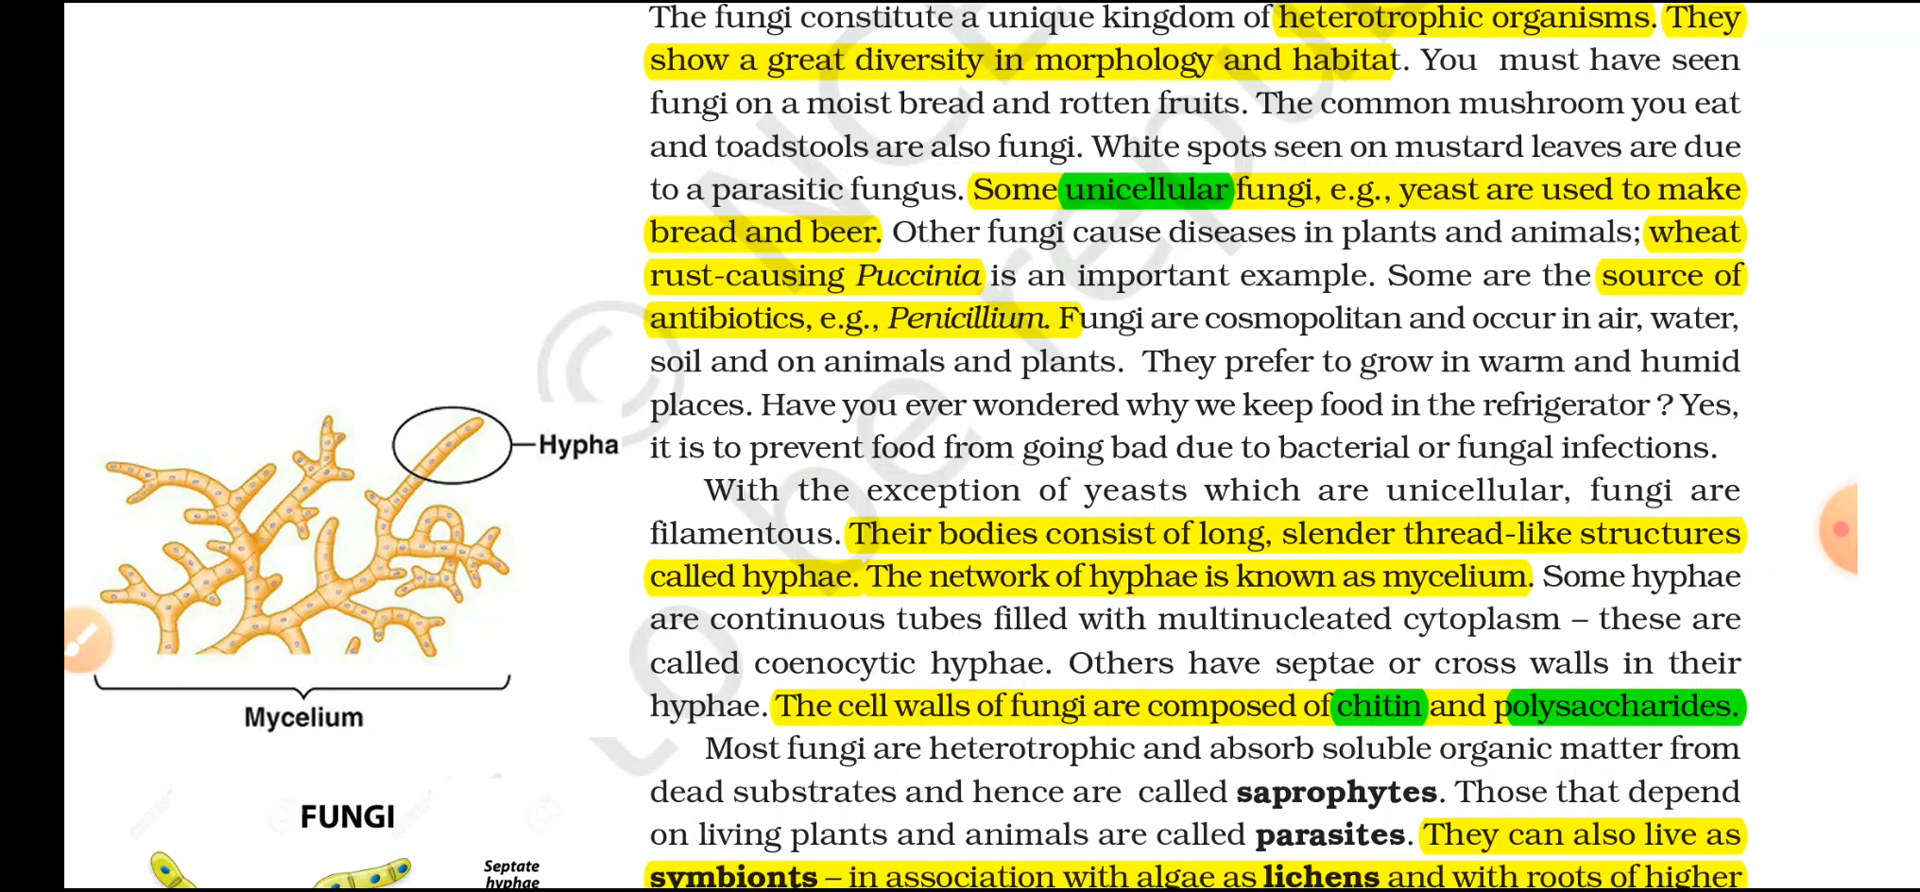 The fungi constitute a unique kingdom of heterotrophic organisms. They
show a great diversity in morphology and habitat. You must have seen
fungi on a moist bread and rotten fruits. The common mushroom you eat
and toadstools are also fungi. White spots seen on mustard leaves are due
to a parasitic fungus. Some unicellular fungi, e.g., yeast are used to make
bread and beer. Other fungi cause diseases in plants and animals; wheat
rust-causing Puccinia is an important example. Some are the source of
antibiotics, e.g., Penicillium. Fungi are cosmopolitan and occur in air, water,
soil and on animals and plants. They prefer to grow in warm and humid
places. Have you ever wondered why we keep food in the refrigerator ? Yes,
it is to prevent food from going bad due to bacterial or fungal infections.
With the exception of yeasts which are unicellular, fungi are
filamentous. Their bodies consist of long, slender thread-like structures
called hyphae. The network of hyphae is known as mycelium. Some hyphae
are continuous tubes filled with multinucleated cytoplasm – these are
called coenocytic hyphae. Others have septae or cross walls in their
hyphae. The cell walls of fungi are composed of chitin and polysaccharides.
Most fungi are heterotrophic and absorb soluble organic matter from
dead substrates and hence are called saprophytes. Those that depend
on living plants and animals are called parasites. They can also live as
symbionts – in association with algae as lichens and with roots of higher
Hypha
Mycelium
FUNGI
Septate
hyphae